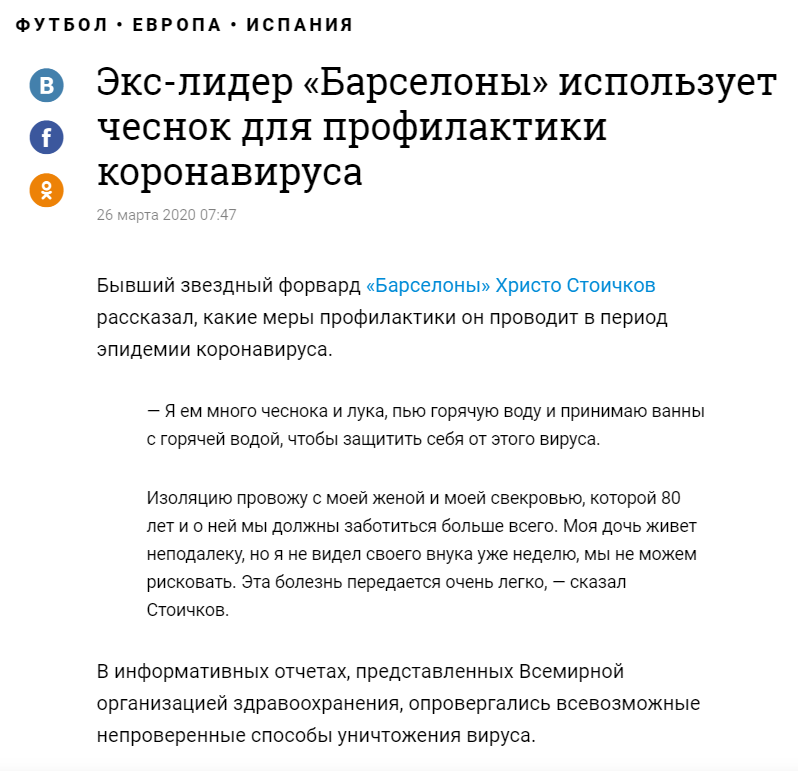 ФУТБОЛ • ЕВРОПА • ИСПАНИЯ
Экс-лидер «Барселоны» использует
чеснок для профилактики
коронавируса
26 марта 2020 07:47
Бывший звездный форвард «Барселоны» Христо Стоичков
рассказал, какие меры профилактики он проводит в период
эпидемии коронавируса.
— Я ем много чеснока и лука, пью горячую воду и принимаю ванны
с горячей водой, чтобы защитить себя от этого вируса.
Изоляцию провожу с моей женой и моей свекровью, которой 80
лет и о ней мы должны заботиться больше всего. Моя дочь живет
неподалеку, но я не видел своего внука уже неделю, мы не можем
рисковать. Эта болезнь передается очень легко, — сказал
Стоичков.
В информативных отчетах, представленных Всемирной
организацией здравоохранения, опровергались всевозможные
непроверенные способы уничтожения вируса.